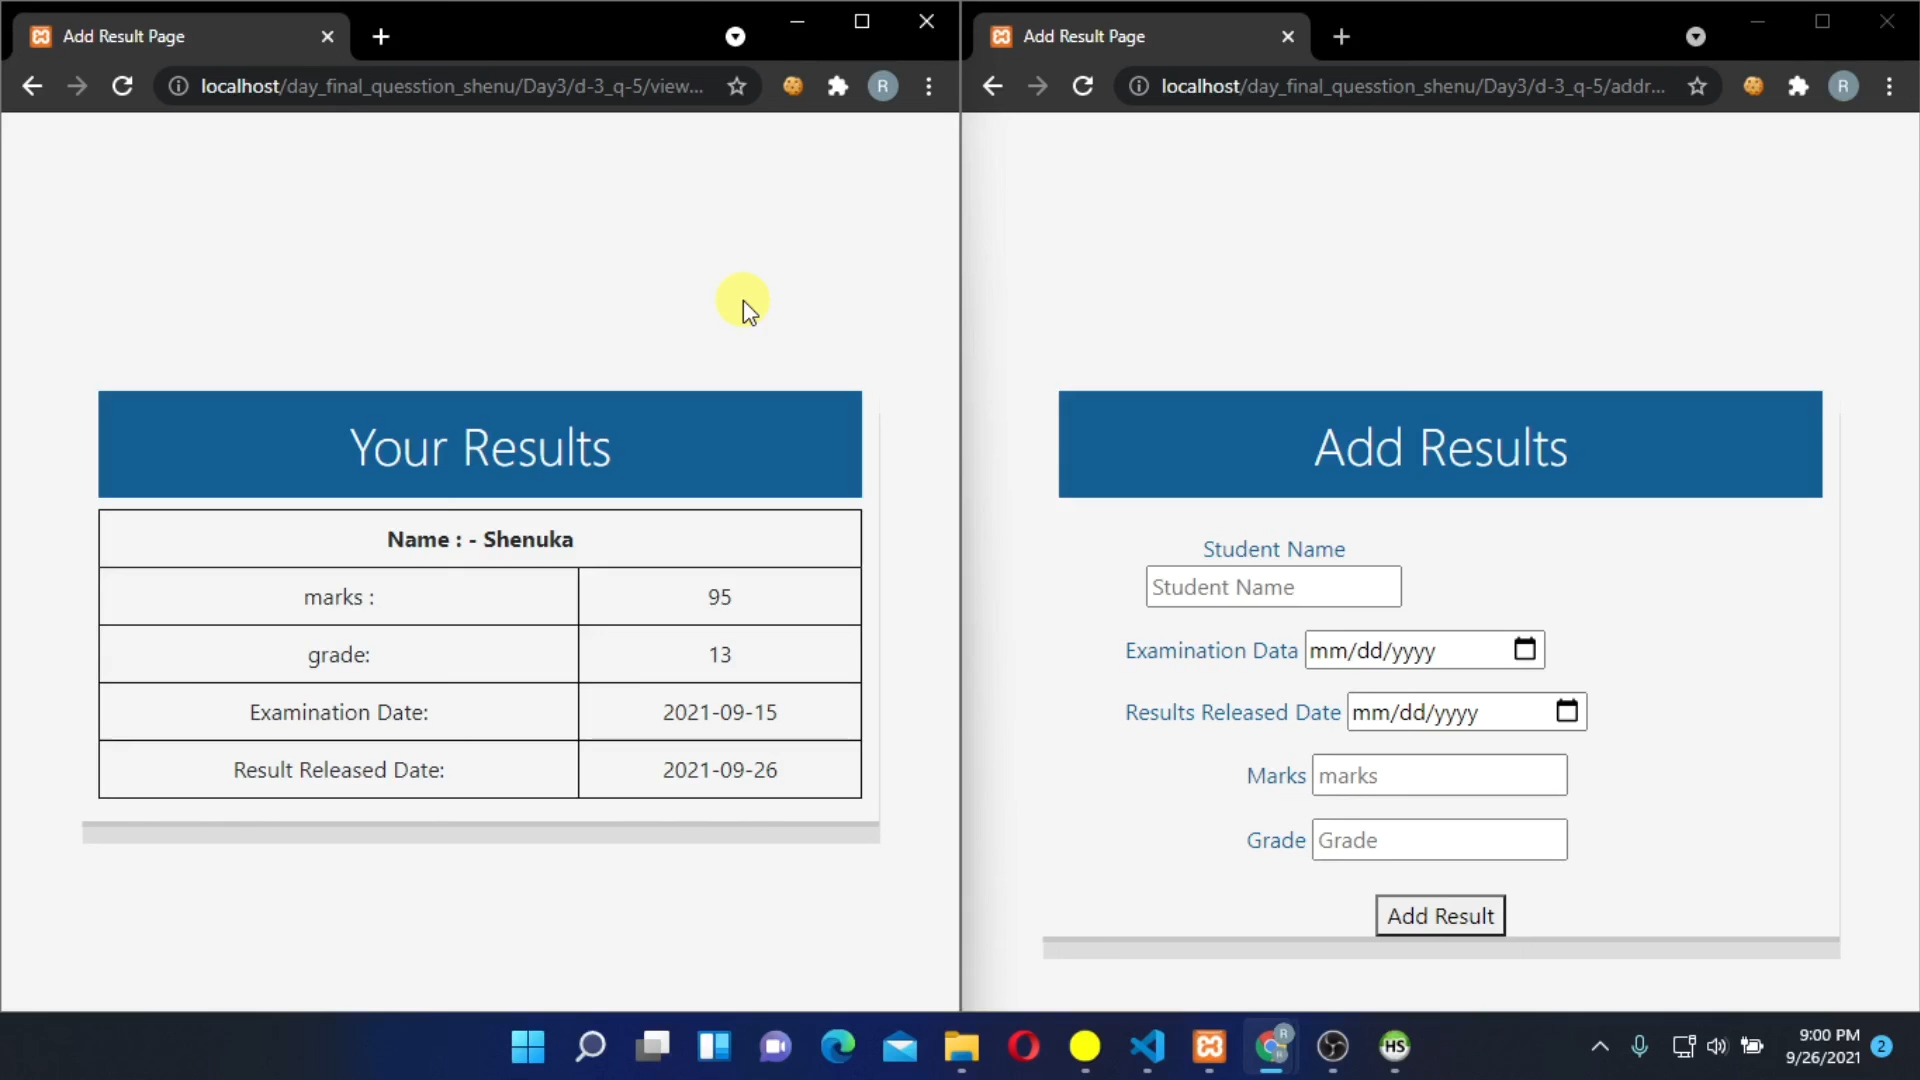 Add Result Page
localhost/day_final_quesstion_shenu/Day3/d-3_q-5/view...
R
Your Results
Name : - Shenuka
marks : 95
grade: 13
Examination Date: 2021-09-15
Result Released Date: 2021-09-26
Add Result Page
localhost/day_final_quesstion_shenu/Day3/d-3_q-5/addr...
R
Add Results
Student Name
Student Name
Examination Data mm/dd/yyyy
Results Released Date mm/dd/yyyy
Marks marks
Grade Grade
Add Result
R
HS
9:00 PM
9/26/2021
2